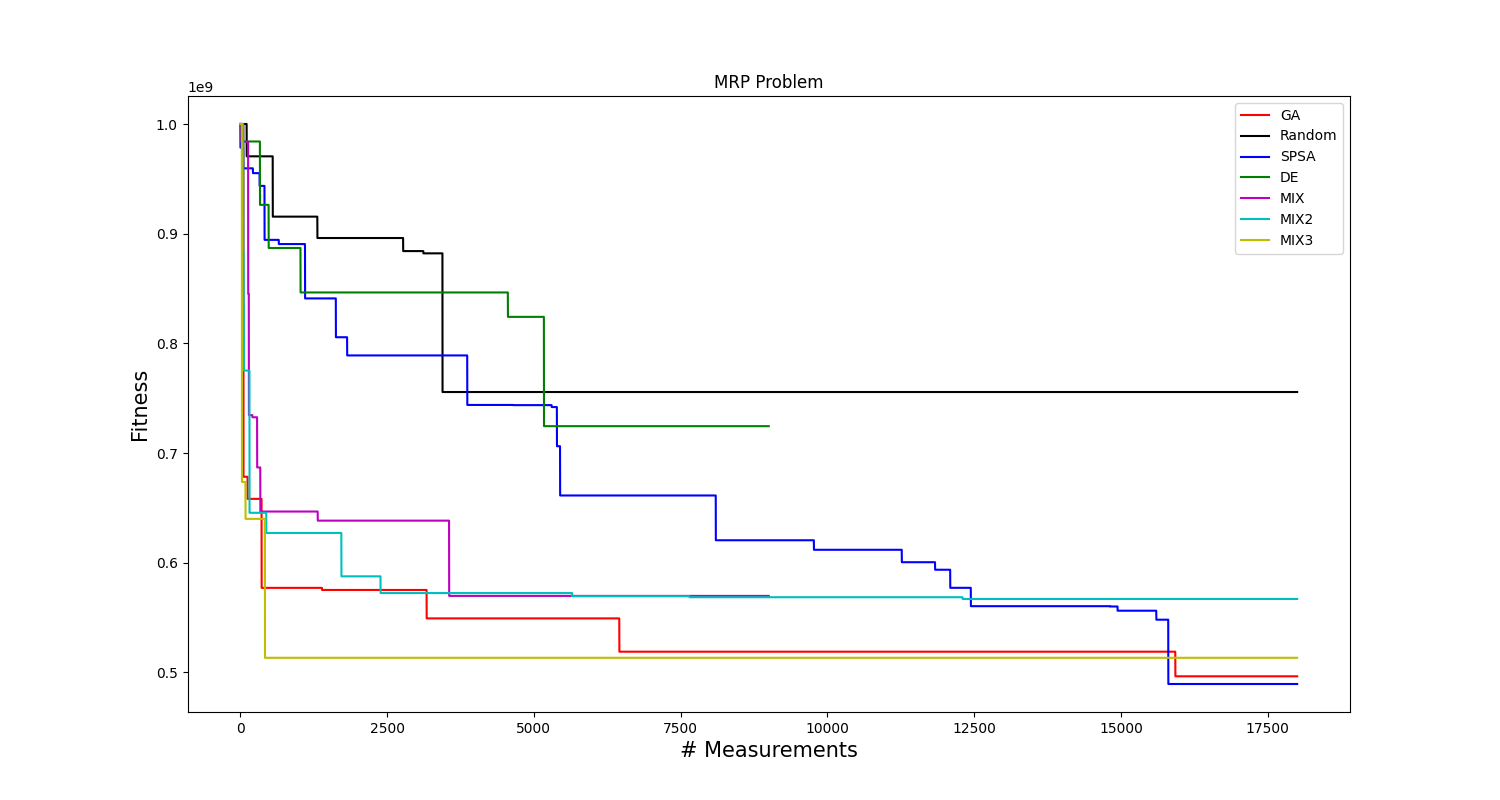 MRP Problem
1e9
1.0
0.9
0.8
0.7
0.6
0.5
Fitness
0
2500
5000
7500
10000
12500
15000
17500
# Measurements
GA
Random
SPSA
DE
MIX
MIX2
MIX3